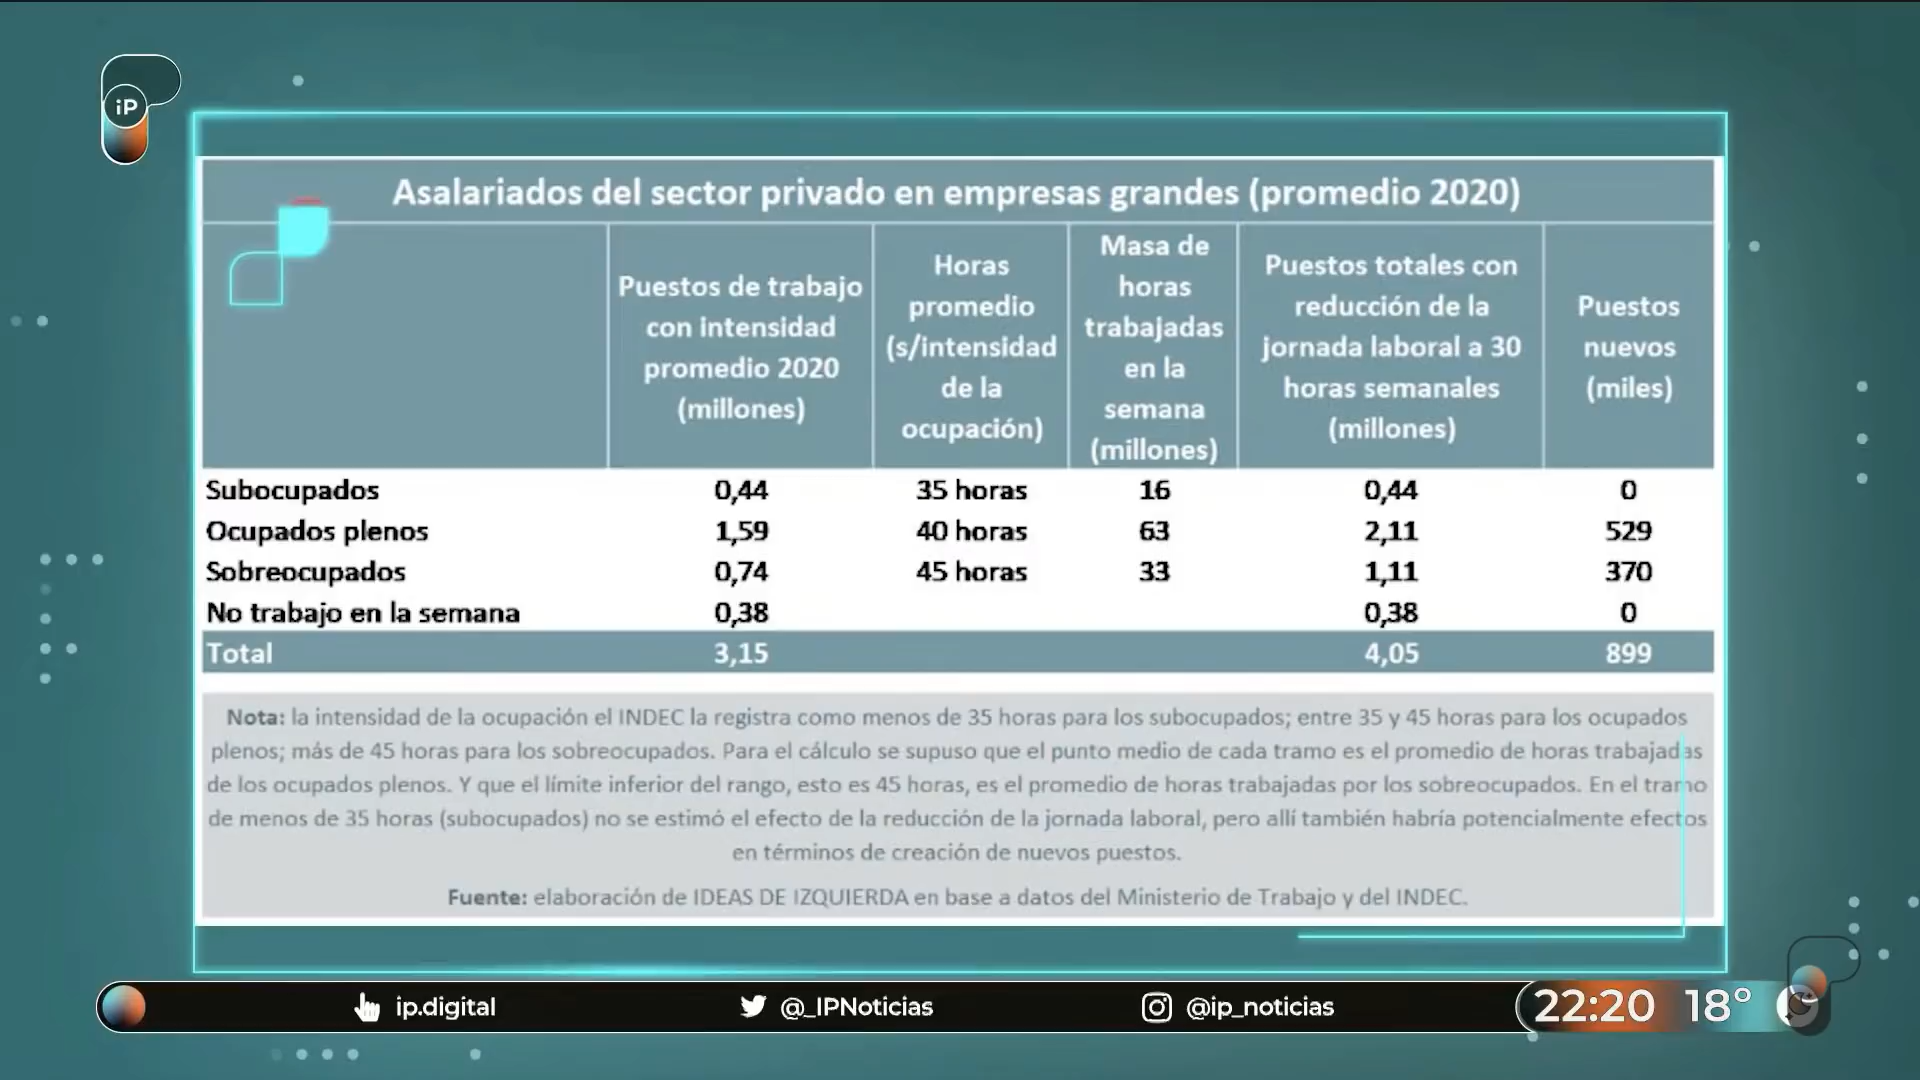 iP
Asalariados del sector privado en empresas grandes (promedio 2020)
Puestos de trabajo
con intensidad
promedio 2020
(millones)
Horas
promedio
(s/intensidad
de la
ocupación)
Masa de
horas
trabajadas
en la
semana
(millones)
Puestos totales con
reducción de la
jornada laboral a 30
horas semanales
(millones)
Puestos
nuevos
(miles)
Subocupados 0,44 35 horas 16 0,44 0
Ocupados plenos 1,59 40 horas 63 2,11 529
Sobreocupados 0,74 45 horas 33 1,11 370
No trabajo en la semana 0,38 0,38 0
Total 3,15 4,05 899
Nota: la intensidad de la ocupación el INDEC la registra como menos de 35 horas para los subocupados; entre 35 y 45 horas para los ocupados
plenos; más de 45 horas para los sobreocupados. Para el cálculo se supuso que el punto medio de cada tramo es el promedio de horas trabajadas
de los ocupados plenos. Y que el límite inferior del rango, esto es 45 horas, es el promedio de horas trabajadas por los sobreocupados. En el tramo
de menos de 35 horas (subocupados) no se estimó el efecto de la reducción de la jornada laboral, pero allí también habría potencialmente efectos
en términos de creación de nuevos puestos.
Fuente: elaboración de IDEAS DE IZQUIERDA en base a datos del Ministerio de Trabajo y del INDEC.
ip.digital @_IPNoticias @ip_noticias 22:20 18°